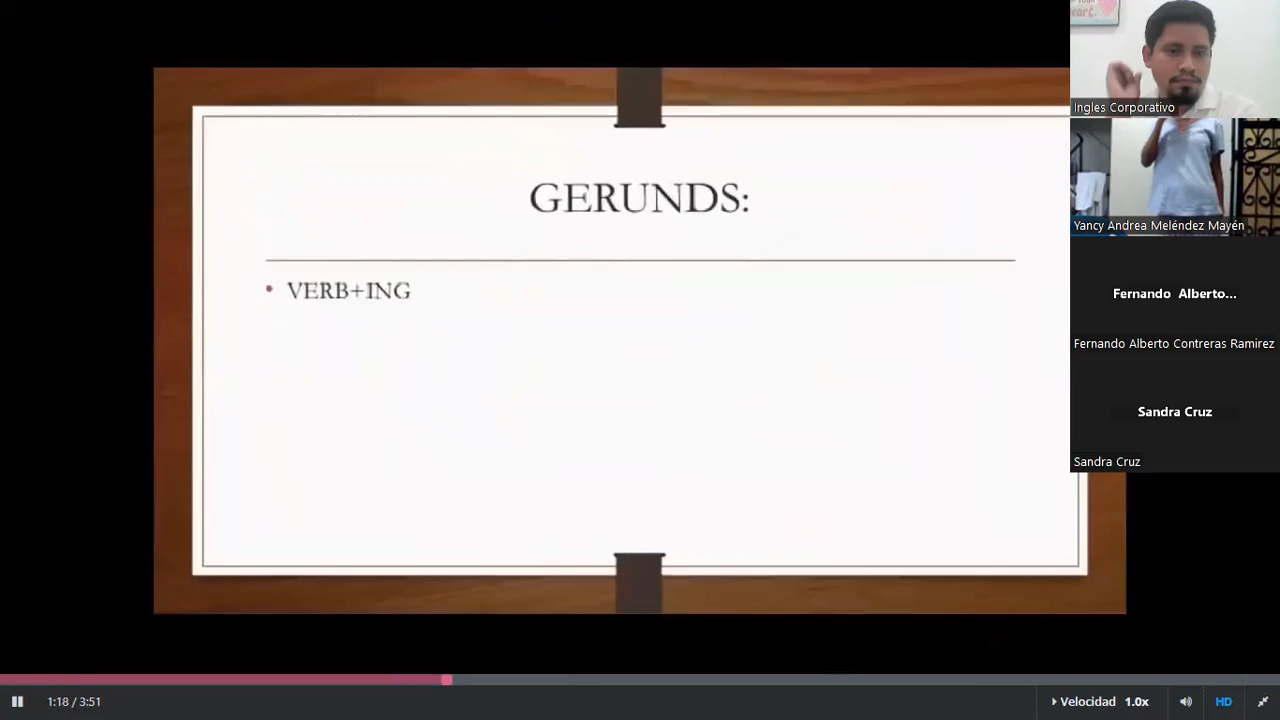 GERUNDS:
• VERB+ING
eart.
Ingles Corporativo
Yancy Andrea Meléndez Mayén
Fernando Alberto...
Fernando Alberto Contreras Ramirez
Sandra Cruz
Sandra Cruz
1:18 / 3:51
Velocidad 1.0x
HD